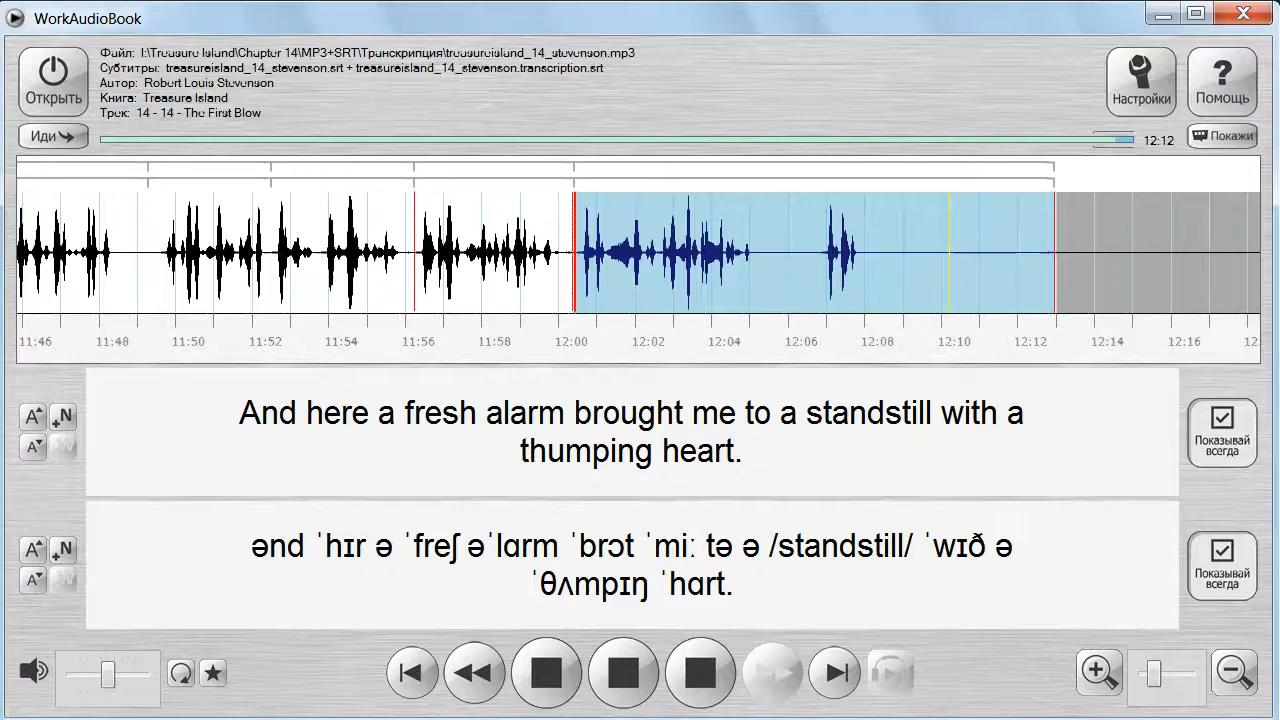 WorkAudioBook
Файл: I:\Treasure Island\Chapter 14\MP3+SRT\Транскрипция\treasureisland_14_stevenson.mp3
Субтитры: treasureisland_14_stevenson.srt + treasureisland_14_stevenson.transcription.srt
Автор: Robert Louis Stevenson
Книга: Treasure Island
Трек: 14 - 14 - The First Blow
Открыть
Настройки
Помощь
Иди
12:12
Покажи
11:46 11:48 11:50 11:52 11:54 11:56 11:58 12:00 12:02 12:04 12:06 12:08 12:10 12:12 12:14 12:16 12:
And here a fresh alarm brought me to a standstill with a
thumping heart.
A N
A
Показывай
всегда
ənd ˈhɪr ə ˈfreʃ əˈlɑrm ˈbrɔt ˈmiː tə ə /standstill/ ˈwɪð ə
ˈθʌmpɪŋ ˈhɑrt.
A N
A
Показывай
всегда